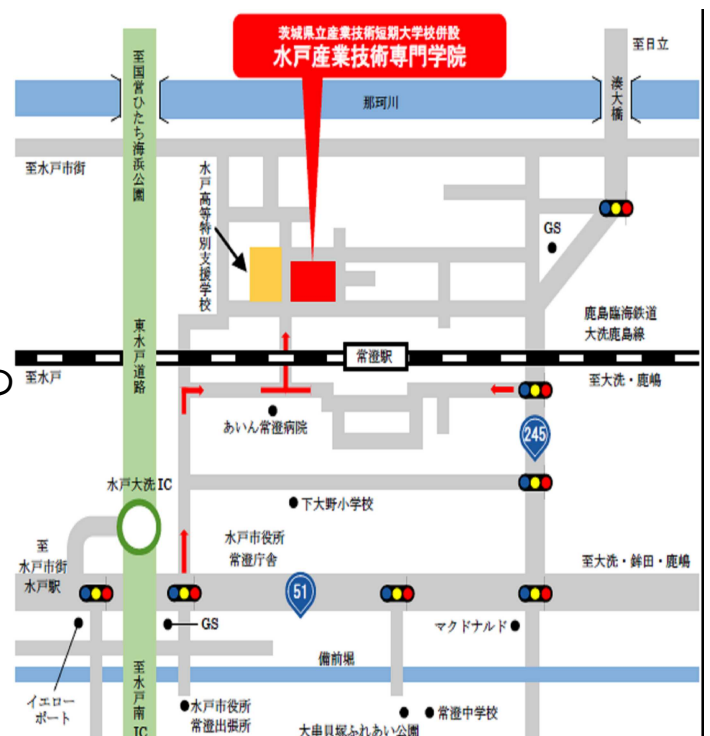 茨城県立産業技術短期大学校併設
水戸産業技術専門学院
至日立
至国営ひたち海浜公園
那珂川
湊大橋
至水戸市街
水戸高等特別支援学校
GS
鹿島臨海鉄道
大洗鹿島線
東水戸道路
常澄駅
至水戸
至大洗・鹿嶋
あいん常澄病院
245
水戸大洗IC
下大野小学校
水戸市役所
常澄庁舎
至
水戸市街
水戸駅
至大洗・鉾田・鹿嶋
51
GS
マクドナルド
備前堀
至水戸南IC
イエロー
ポート
水戸市役所
常澄出張所
常澄中学校
大串貝塚ふれあい公園